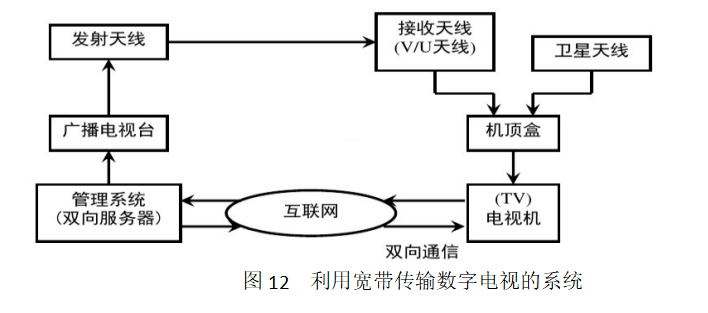 发射天线
接收天线
(V/U天线)
卫星天线
广播电视台
机顶盒
管理系统
(双向服务器)
互联网
(TV)
电视机
双向通信
图 12 利用宽带传输数字电视的系统